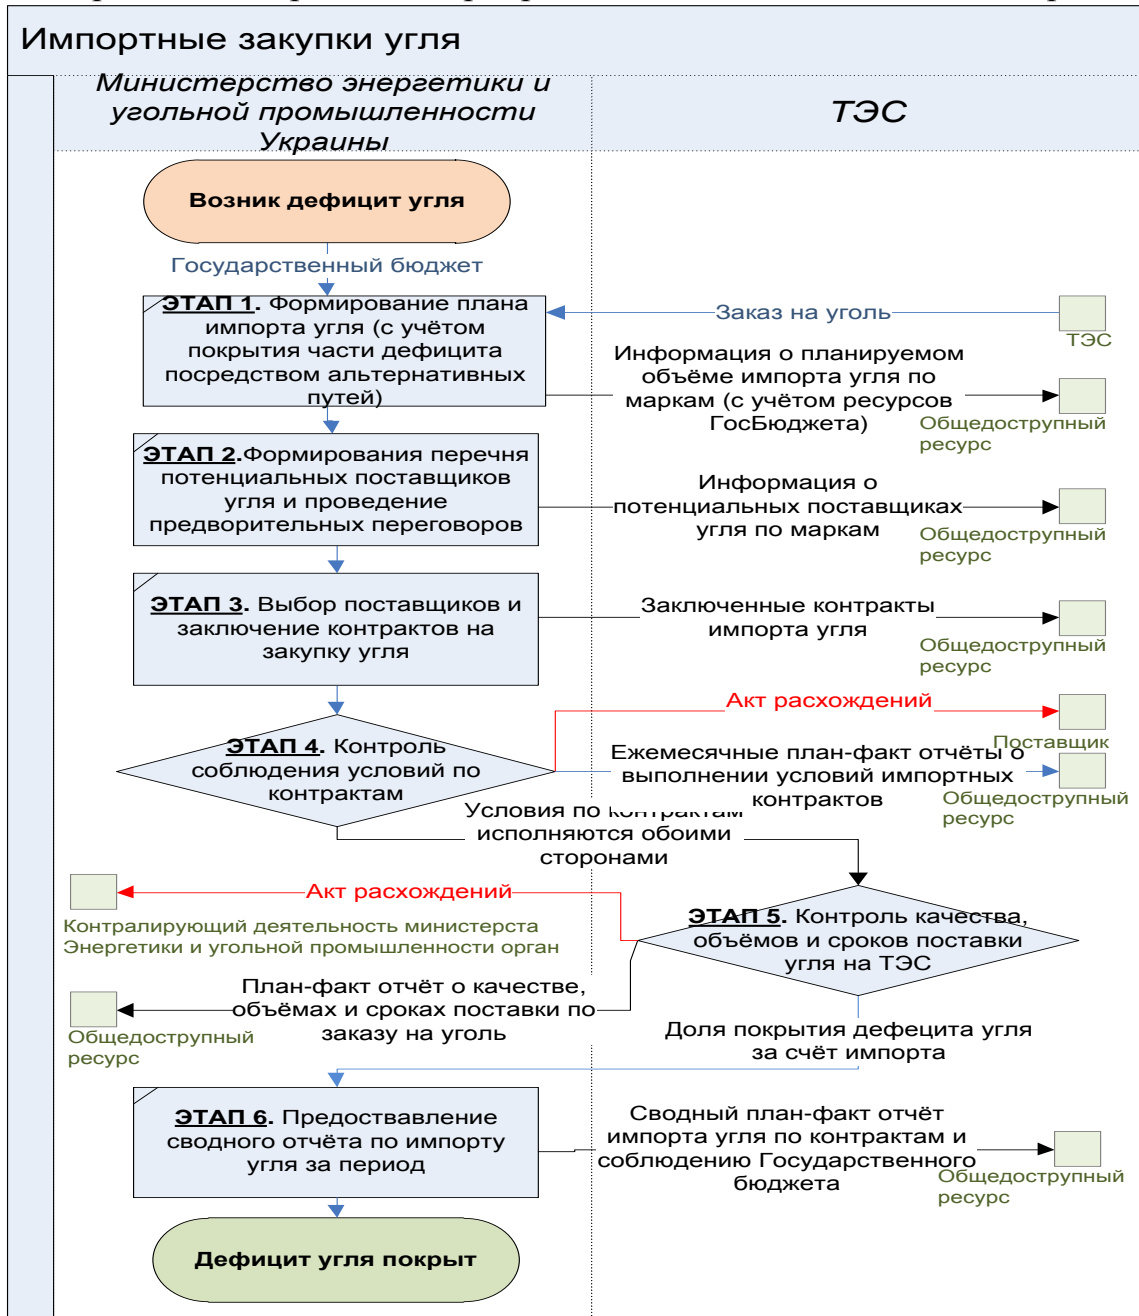 Импортные закупки угля
Министерство энергетики и
угольной промышленности
Украины
ТЭС
Возник дефицит угля
Государственный бюджет
ЭТАП 1. Формирование плана
импорта угля (с учётом
покрытия части дефицита
посредством альтернативных
путей)
Заказ на уголь
ТЭС
Информация о планируемом
объёме импорта угля по
маркам (с учётом ресурсов
ГосБюджета)
Общедострупный
ресурс
ЭТАП 2.Формирования перечня
потенциальных поставщиков
угля и проведение
предворительных переговоров
Информация о
потенциальных поставщиках
угля по маркам
Общедострупный
ресурс
ЭТАП 3. Выбор поставщиков и
заключение контрактов на
закупку угля
Заключенные контракты
импорта угля
Общедострупный
ресурс
Акт расхождений
Поставщик
ЭТАП 4. Контроль
соблюдения условий по
контрактам
Ежемесячные план-факт отчёты о
выполнении условий импортных
контрактов
Общедострупный
ресурс
Условия по контрактам
исполняются обоими
сторонами
Акт расхождений
Контралирующий деятельность министерста
Энергетики и угольной промышленности орган
ЭТАП 5. Контроль качества,
объёмов и сроков поставки
угля на ТЭС
План-факт отчёт о качестве,
объёмах и сроках поставки по
заказу на уголь
Общедострупный
ресурс
Доля покрытия дефецита угля
за счёт импорта
ЭТАП 6. Предоствавление
сводного отчёта по импорту
угля за период
Сводный план-факт отчёт
импорта угля по контрактам и
соблюдению Государственного
бюджета
Общедострупный
ресурс
Дефицит угля покрыт